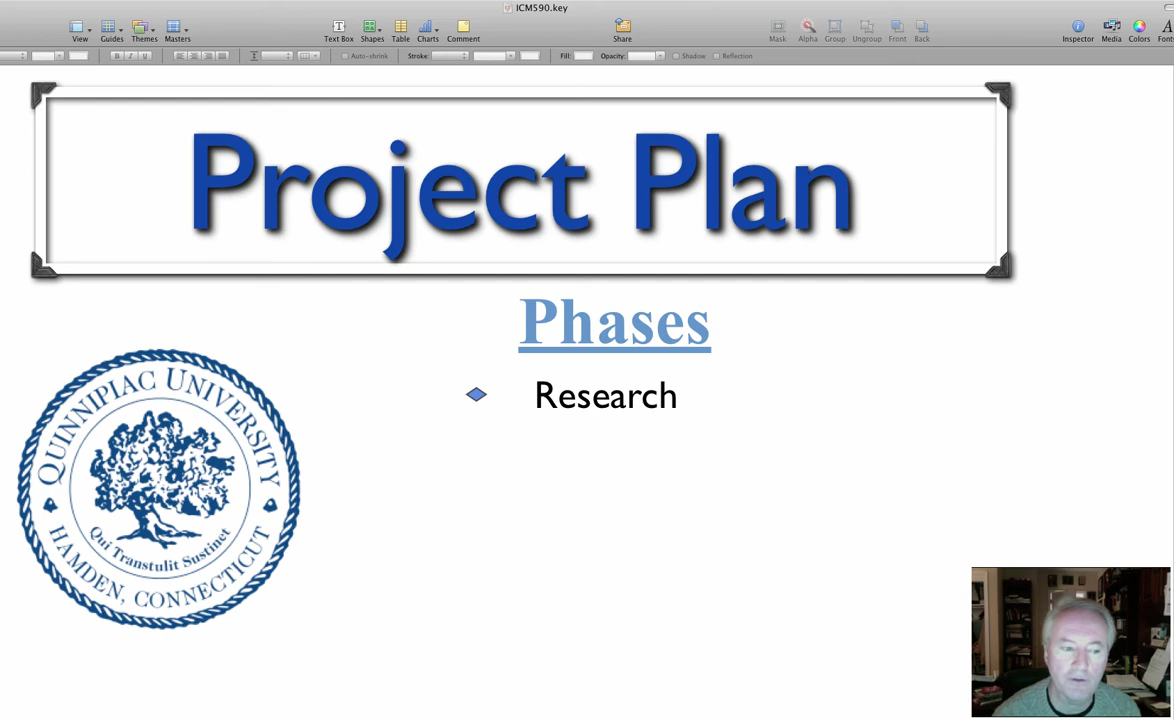 ICM590.key
View Guides Themes Masters Text Box Shapes Table Charts Comment Share Mask Alpha Group Ungroup Front Back Inspector Media Colors
B I U Auto-shrink Stroke: Fill: Opacity: Shadow Reflection
Project Plan
Phases
Research
QUINNIPIAC UNIVERSITY
Qui Transtulit Sustinet
HAMDEN, CONNECTICUT